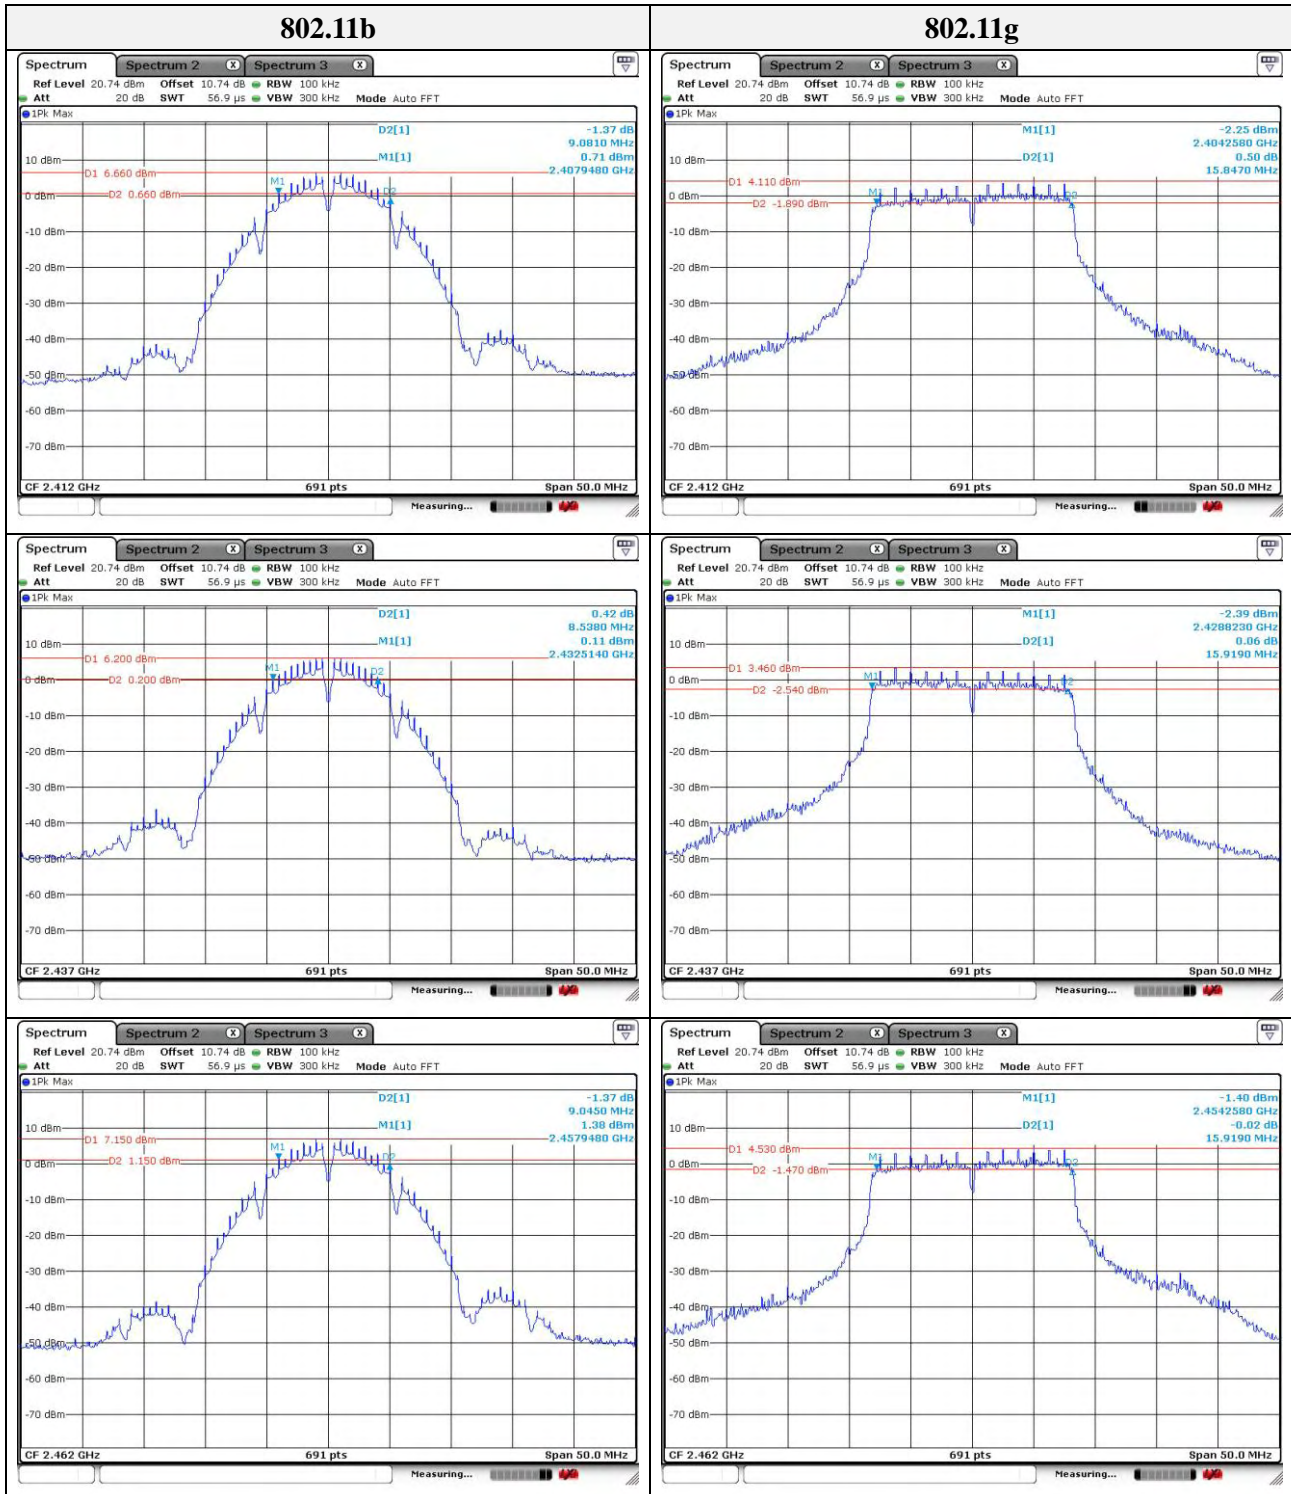 802.11b
802.11g
Spectrum Spectrum 2 X Spectrum 3 X
Ref Level 20.74 dBm Offset 10.74 dB RBW 100 kHz
Att 20 dB SWT 56.9 µs VBW 300 kHz Mode Auto FFT
1Pk Max
D2[1] -1.37 dB
9.0810 MHz
M1[1] 0.71 dBm
2.4079480 GHz
10 dBm
D1 6.660 dBm
M1
D2 0.660 dBm
D2
0 dBm
-10 dBm
-20 dBm
-30 dBm
-40 dBm
-50 dBm
-60 dBm
-70 dBm
CF 2.412 GHz 691 pts Span 50.0 MHz
Measuring...
Spectrum Spectrum 2 X Spectrum 3 X
Ref Level 20.74 dBm Offset 10.74 dB RBW 100 kHz
Att 20 dB SWT 56.9 µs VBW 300 kHz Mode Auto FFT
1Pk Max
M1[1] -2.25 dBm
2.4042580 GHz
D2[1] 0.50 dB
15.8470 MHz
10 dBm
D1 4.110 dBm
M1
D2
0 dBm
D2 -1.890 dBm
-10 dBm
-20 dBm
-30 dBm
-40 dBm
-50 dBm
-60 dBm
-70 dBm
CF 2.412 GHz 691 pts Span 50.0 MHz
Measuring...
Spectrum Spectrum 2 X Spectrum 3 X
Ref Level 20.74 dBm Offset 10.74 dB RBW 100 kHz
Att 20 dB SWT 56.9 µs VBW 300 kHz Mode Auto FFT
1Pk Max
D2[1] 0.42 dB
8.5380 MHz
M1[1] 0.11 dBm
2.4325140 GHz
10 dBm
D1 6.200 dBm
M1
D2
0 dBm
D2 0.200 dBm
-10 dBm
-20 dBm
-30 dBm
-40 dBm
-50 dBm
-60 dBm
-70 dBm
CF 2.437 GHz 691 pts Span 50.0 MHz
Measuring...
Spectrum Spectrum 2 X Spectrum 3 X
Ref Level 20.74 dBm Offset 10.74 dB RBW 100 kHz
Att 20 dB SWT 56.9 µs VBW 300 kHz Mode Auto FFT
1Pk Max
M1[1] -2.39 dBm
2.4288230 GHz
D2[1] 0.06 dB
15.9190 MHz
10 dBm
D1 3.460 dBm
M1
D2
0 dBm
D2 -2.540 dBm
-10 dBm
-20 dBm
-30 dBm
-40 dBm
-50 dBm
-60 dBm
-70 dBm
CF 2.437 GHz 691 pts Span 50.0 MHz
Measuring...
Spectrum Spectrum 2 X Spectrum 3 X
Ref Level 20.74 dBm Offset 10.74 dB RBW 100 kHz
Att 20 dB SWT 56.9 µs VBW 300 kHz Mode Auto FFT
1Pk Max
D2[1] -1.37 dB
9.0450 MHz
M1[1] 1.38 dBm
2.4579480 GHz
10 dBm
D1 7.150 dBm
M1
D2 1.150 dBm
D2
0 dBm
-10 dBm
-20 dBm
-30 dBm
-40 dBm
-50 dBm
-60 dBm
-70 dBm
CF 2.462 GHz 691 pts Span 50.0 MHz
Measuring...
Spectrum Spectrum 2 X Spectrum 3 X
Ref Level 20.74 dBm Offset 10.74 dB RBW 100 kHz
Att 20 dB SWT 56.9 µs VBW 300 kHz Mode Auto FFT
1Pk Max
M1[1] -1.40 dBm
2.4542580 GHz
D2[1] -0.02 dB
15.9190 MHz
10 dBm
D1 4.530 dBm
M1
D2
0 dBm
D2 -1.470 dBm
-10 dBm
-20 dBm
-30 dBm
-40 dBm
-50 dBm
-60 dBm
-70 dBm
CF 2.462 GHz 691 pts Span 50.0 MHz
Measuring...